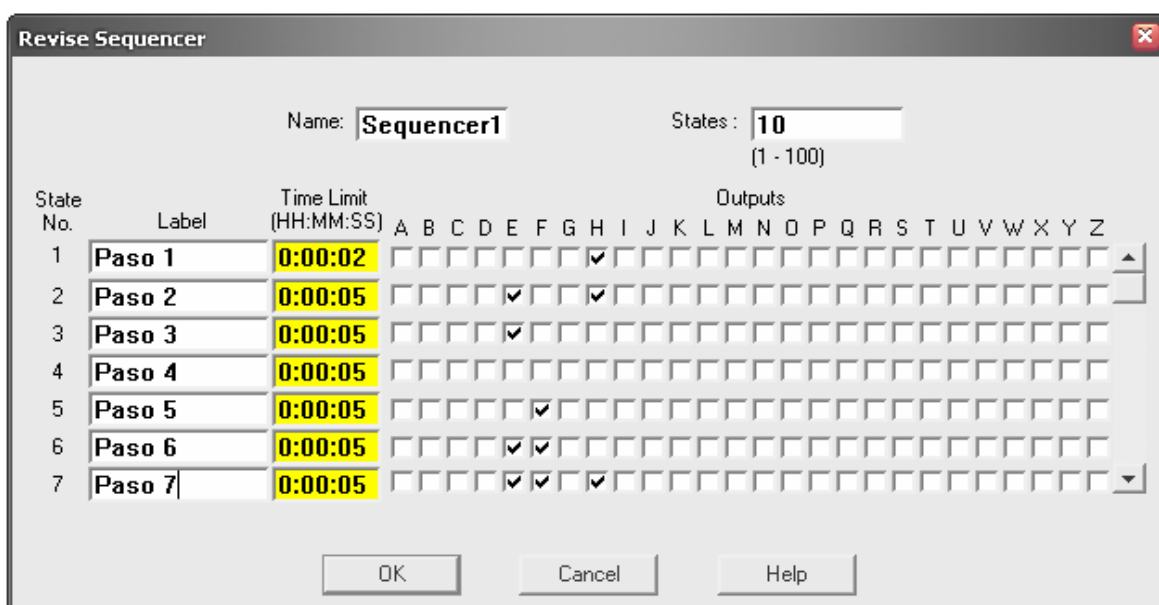 Revise Sequencer
Name: Sequencer1 States : 10
(1 - 100)
State No. Label Time Limit (HH:MM:SS) Outputs
A B C D E F G H I J K L M N O P Q R S T U V W X Y Z
1 Paso 1 0:00:02
2 Paso 2 0:00:05
3 Paso 3 0:00:05
4 Paso 4 0:00:05
5 Paso 5 0:00:05
6 Paso 6 0:00:05
7 Paso 7 0:00:05
OK Cancel Help